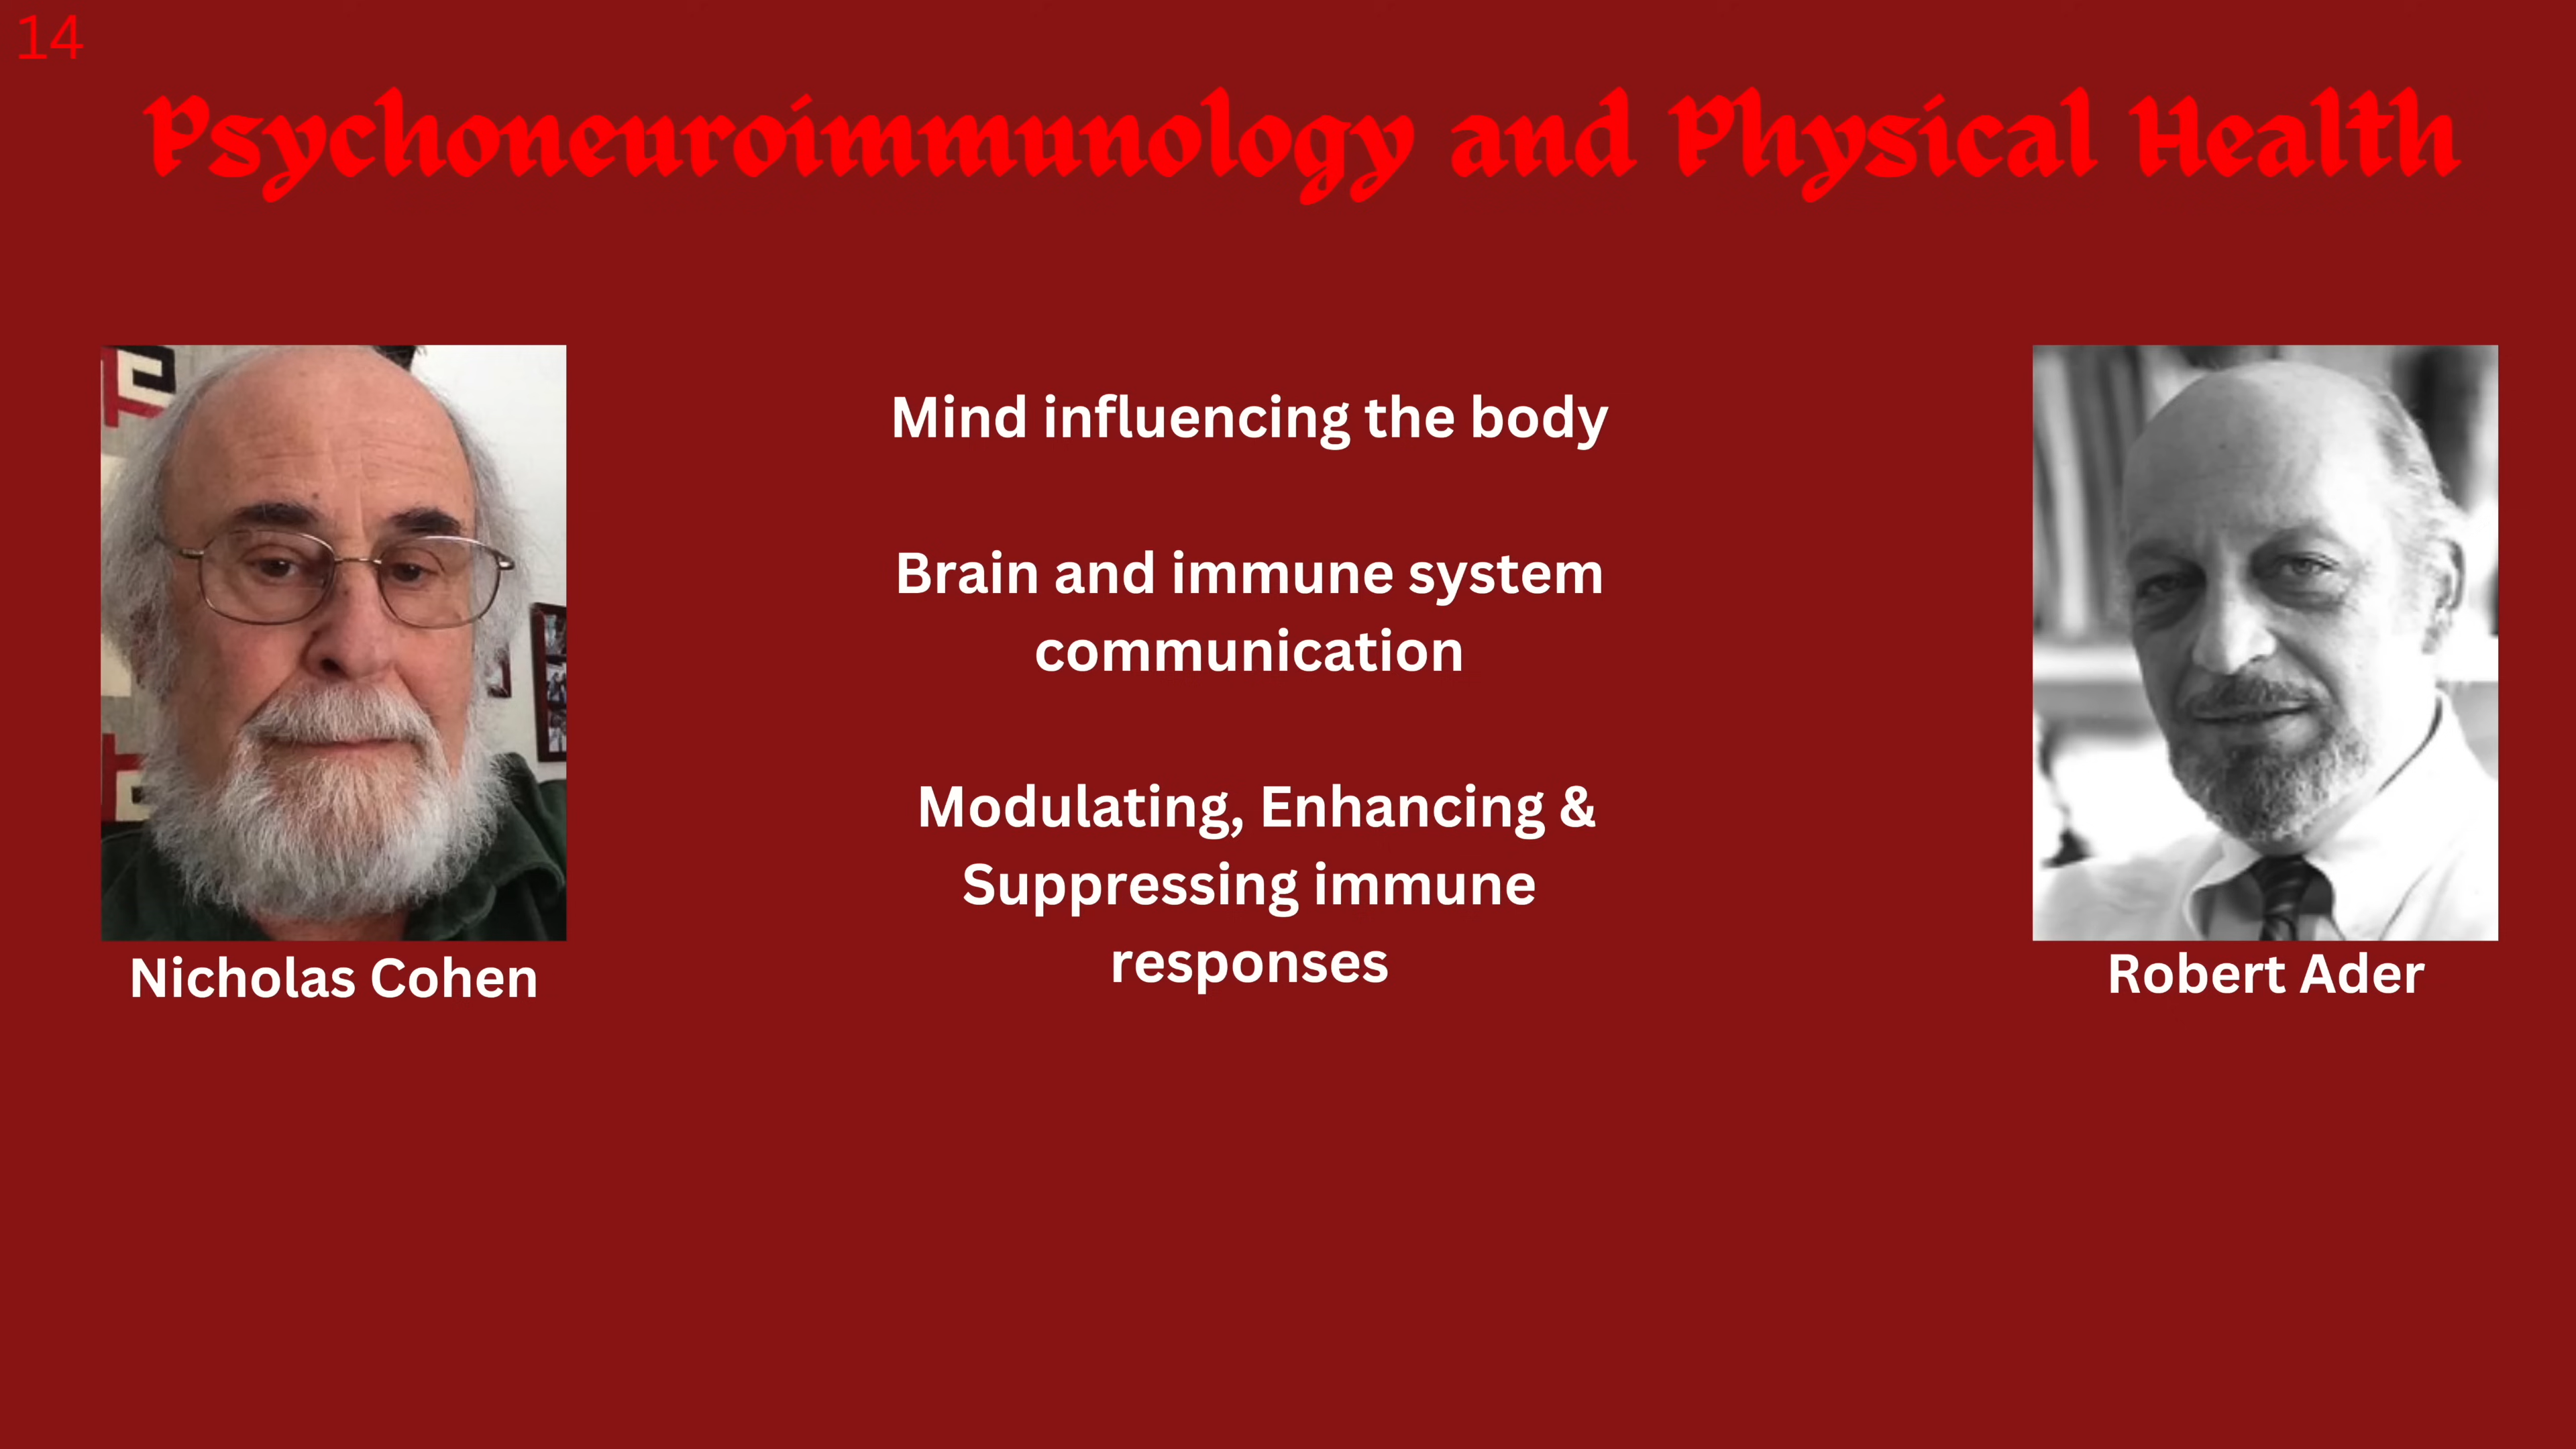 14
Psychoneuroimmunology and Physical Health
Mind influencing the body
Brain and immune system
communication
Modulating, Enhancing &
Suppressing immune
responses
Nicholas Cohen
Robert Ader